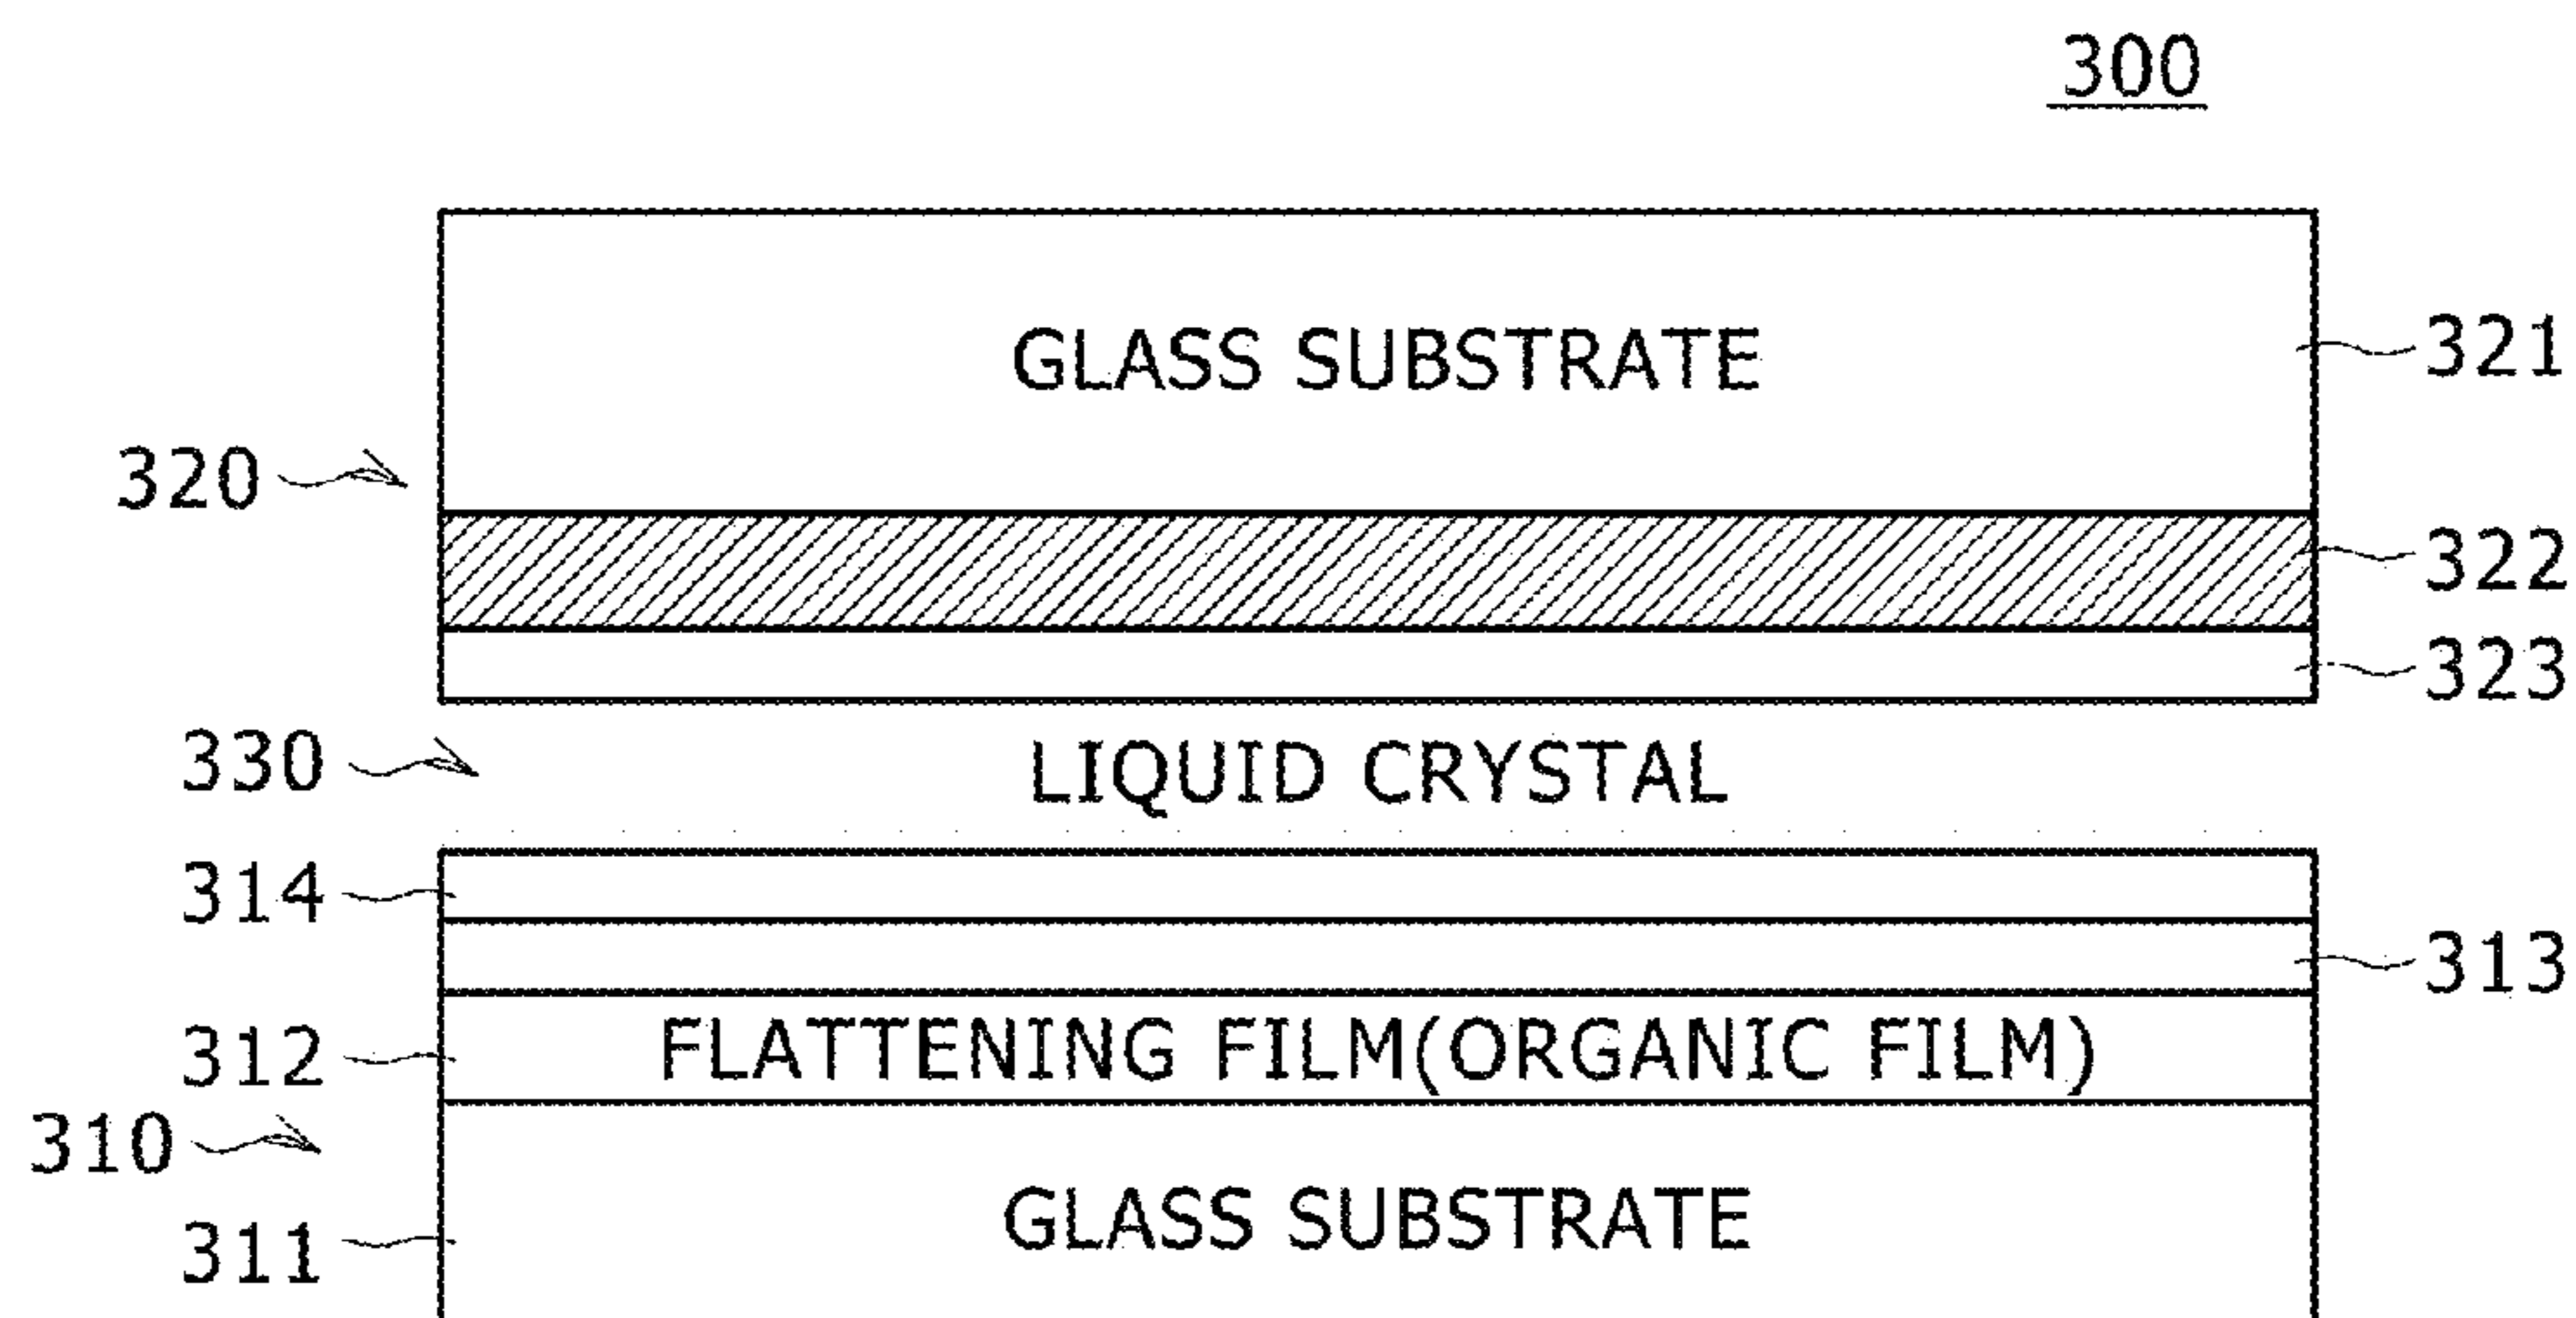 300
GLASS SUBSTRATE
321
320
322
323
330
LIQUID CRYSTAL
314
313
312
FLATTENING FILM(ORGANIC FILM)
310
GLASS SUBSTRATE
311